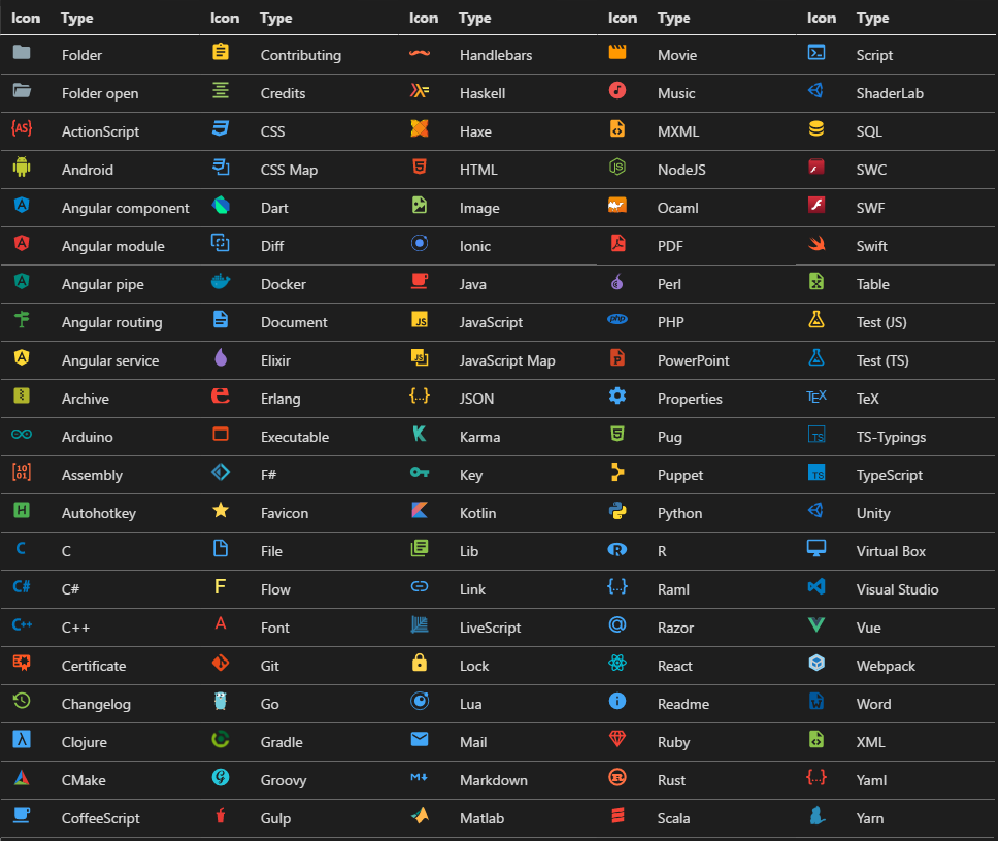 Icon Type Icon Type Icon Type Icon Type Icon Type
Folder Contributing Handlebars Movie Script
Folder open Credits Haskell Music ShaderLab
ActionScript CSS Haxe MXML SQL
Android CSS Map HTML NodeJS SWC
Angular component Dart Image Ocaml SWF
Angular module Diff Ionic PDF Swift
Angular pipe Docker Java Perl Table
Angular routing Document JavaScript PHP Test (JS)
Angular service Elixir JavaScript Map PowerPoint Test (TS)
Archive Erlang JSON Properties TeX
Arduino Executable Karma Pug TS-Typings
Assembly F# Key Puppet TypeScript
Autohotkey Favicon Kotlin Python Unity
C File Lib R Virtual Box
C# Flow Link Raml Visual Studio
C++ Font LiveScript Razor Vue
Certificate Git Lock React Webpack
Changelog Go Lua Readme Word
Clojure Gradle Mail Ruby XML
CMake Groovy Markdown Rust Yaml
CoffeeScript Gulp Matlab Scala Yarn